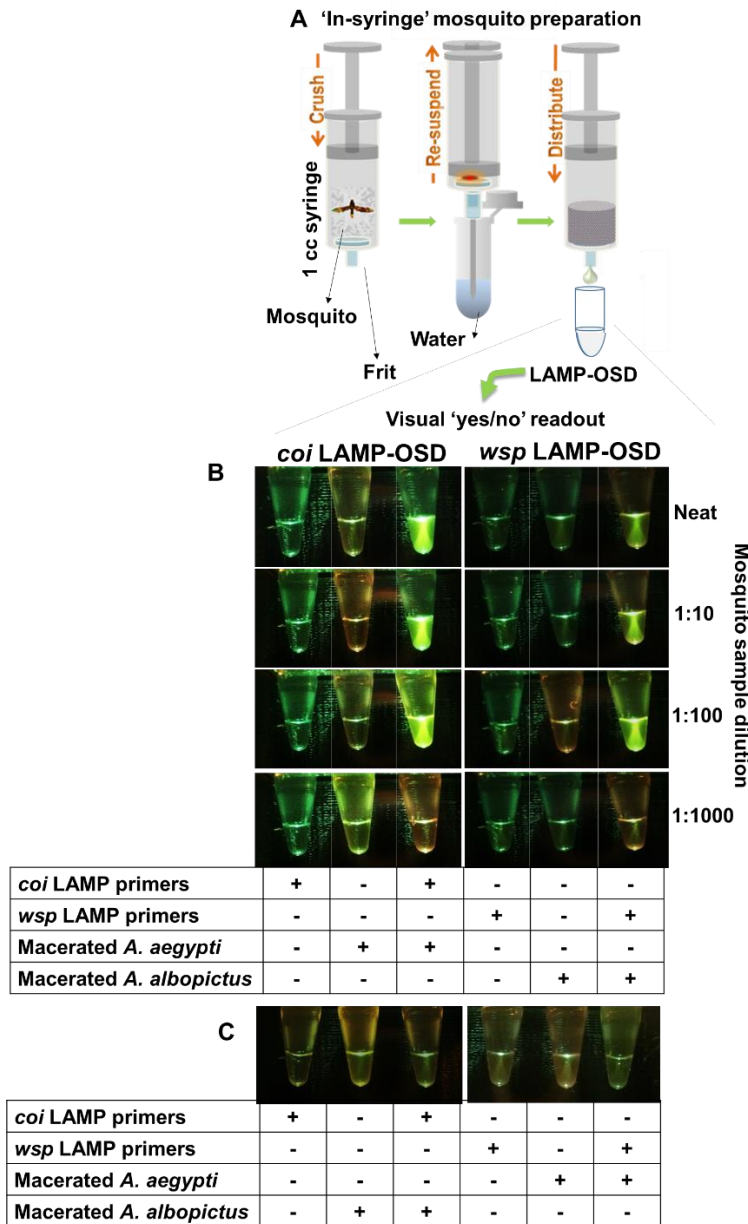 A 'In-syringe' mosquito preparation
Crush
Re-suspend
Distribute
1 cc syringe
Mosquito
Water
Frit
LAMP-OSD
Visual 'yes/no' readout
B
coi LAMP-OSD wsp LAMP-OSD
Neat
1:10
1:100
1:1000
Mosquito sample dilution
coi LAMP primers + - + - - -
wsp LAMP primers - - - + - +
Macerated A. aegypti - + + - - -
Macerated A. albopictus - - - - + +
C
coi LAMP primers + - + - - -
wsp LAMP primers - - - + - +
Macerated A. aegypti - - - - + +
Macerated A. albopictus - + + - - -